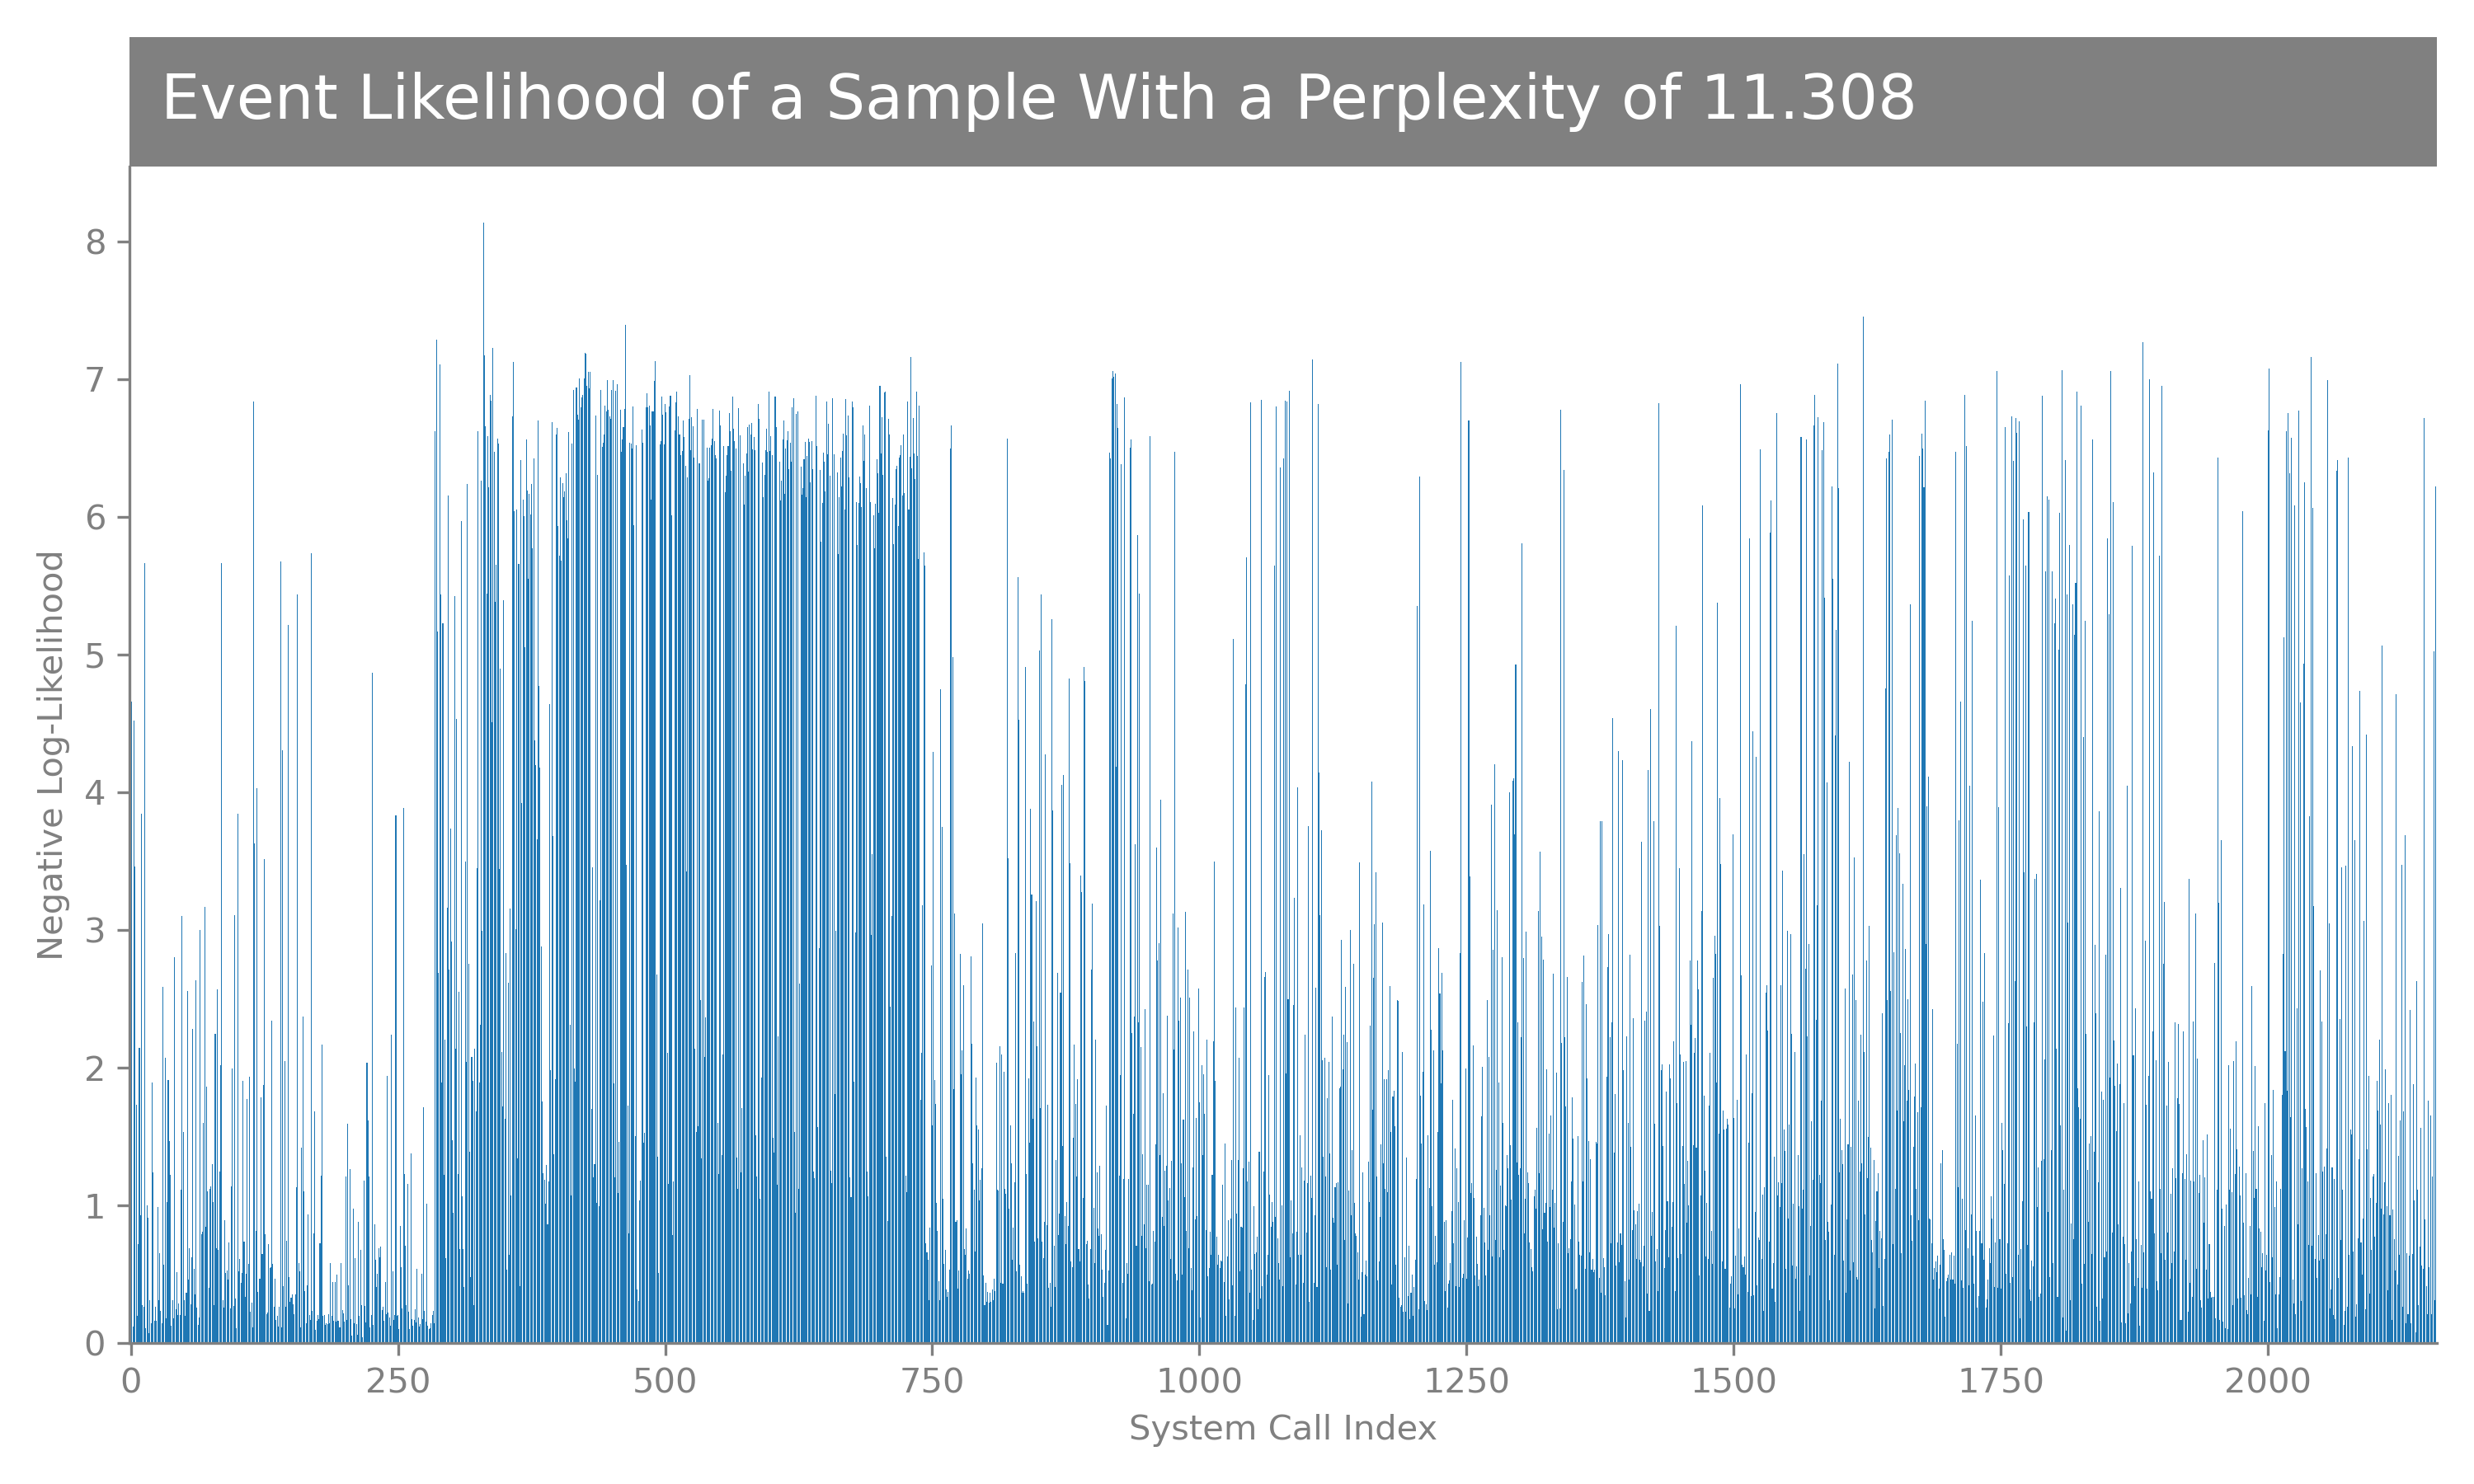 Event Likelihood of a Sample With a Perplexity of 11.308
8
7
6
5
4
3
2
1
0
Negative Log-Likelihood
0 250 500 750 1000 1250 1500 1750 2000
System Call Index